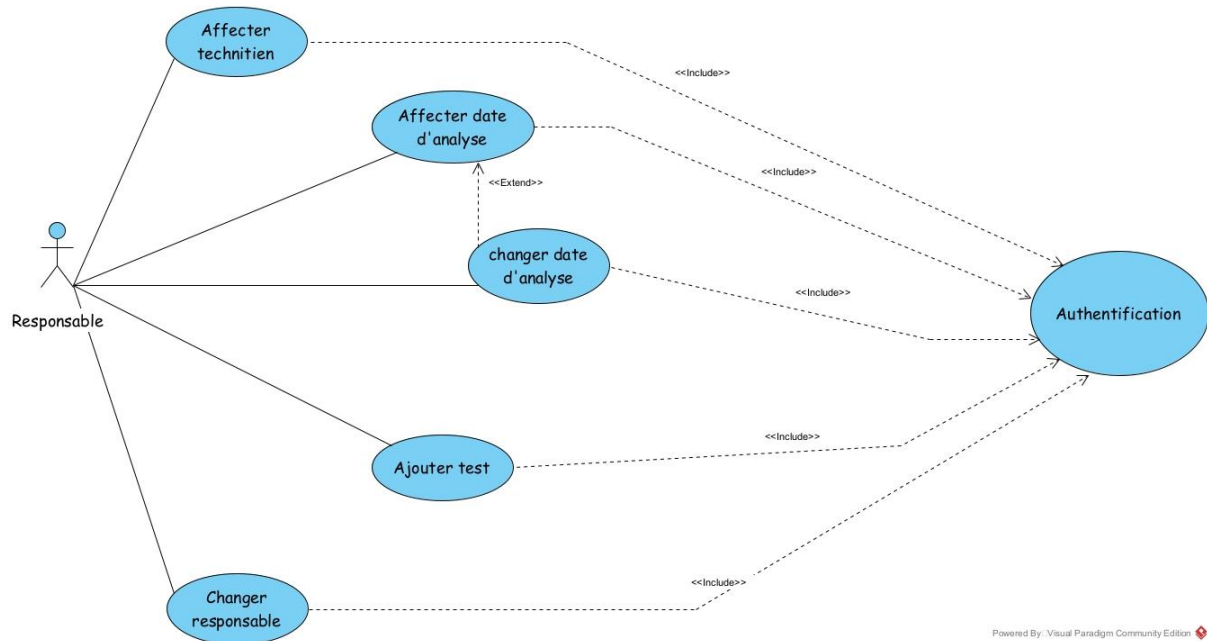 Affecter
technitien
<<Include>>
Affecter date
d'analyse
<<Include>>
<<Extend>>
changer date
d'analyse
<<Include>>
Authentification
Responsable
<<Include>>
Ajouter test
<<Include>>
Changer
responsable
Powered By Visual Paradigm Community Edition